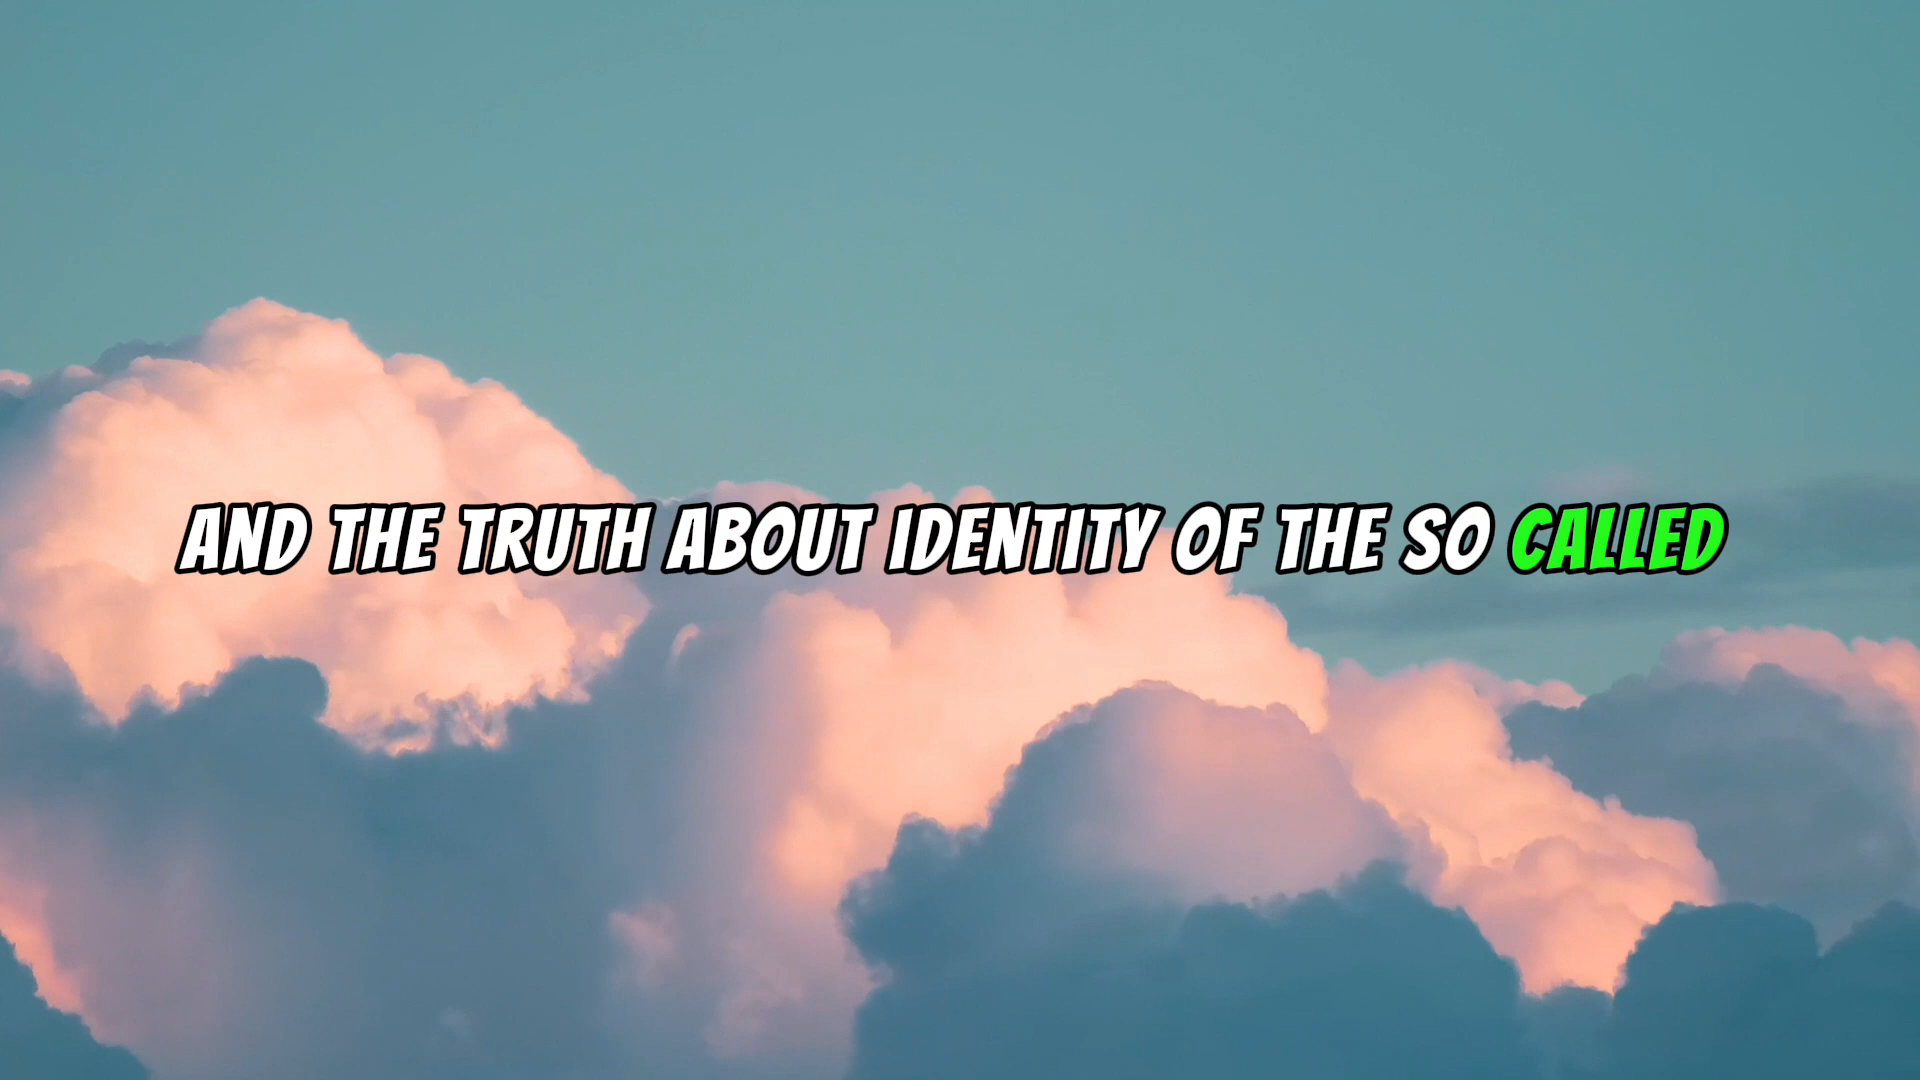 AND THE TRUTH ABOUT IDENTITY OF THE SO CALLED